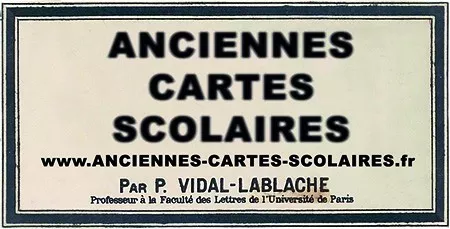 ANCIENNES
CARTES
SCOLAIRES
www.ANCIENNES-CARTES-SCOLAIRES.fr
PAR P. VIDAL-LABLACHE
Professeur à la Faculté des Lettres de l'Université de Paris